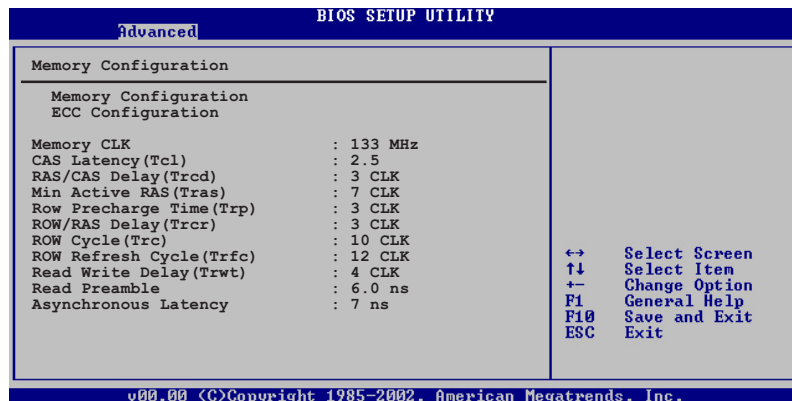 BIOS SETUP UTILITY
Advanced
Memory Configuration
Memory Configuration
ECC Configuration
Memory CLK : 133 MHz
CAS Latency(Tcl) : 2.5
RAS/CAS Delay(Trcd) : 3 CLK
Min Active RAS(Tras) : 7 CLK
Row Precharge Time(Trp) : 3 CLK
ROW/RAS Delay(Trcr) : 3 CLK
ROW Cycle(Trc) : 10 CLK
ROW Refresh Cycle(Trfc) : 12 CLK
Read Write Delay(Trwt) : 4 CLK
Read Preamble : 6.0 ns
Asynchronous Latency : 7 ns
←→ Select Screen
↑↓ Select Item
+- Change Option
F1 General Help
F10 Save and Exit
ESC Exit
v00.00 (C)Copyright 1985-2002, American Megatrends, Inc.